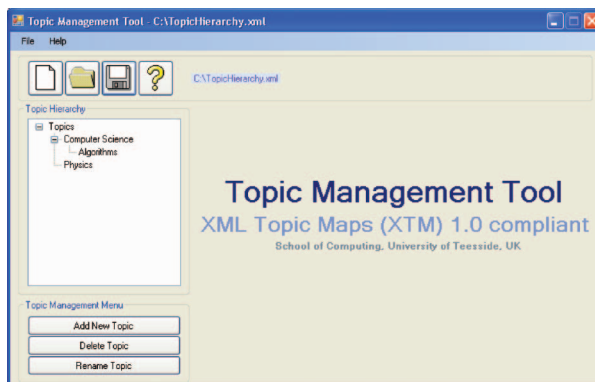 Topic Management Tool - C:\TopicHierarchy.xml
File Help
C:\TopicHierarchy.xml
Topic Hierarchy
Topics
Computer Science
Algorithms
Physics
Topic Management Tool
XML Topic Maps (XTM) 1.0 compliant
School of Computing, University of Teesside, UK
Topic Management Menu
Add New Topic
Delete Topic
Rename Topic